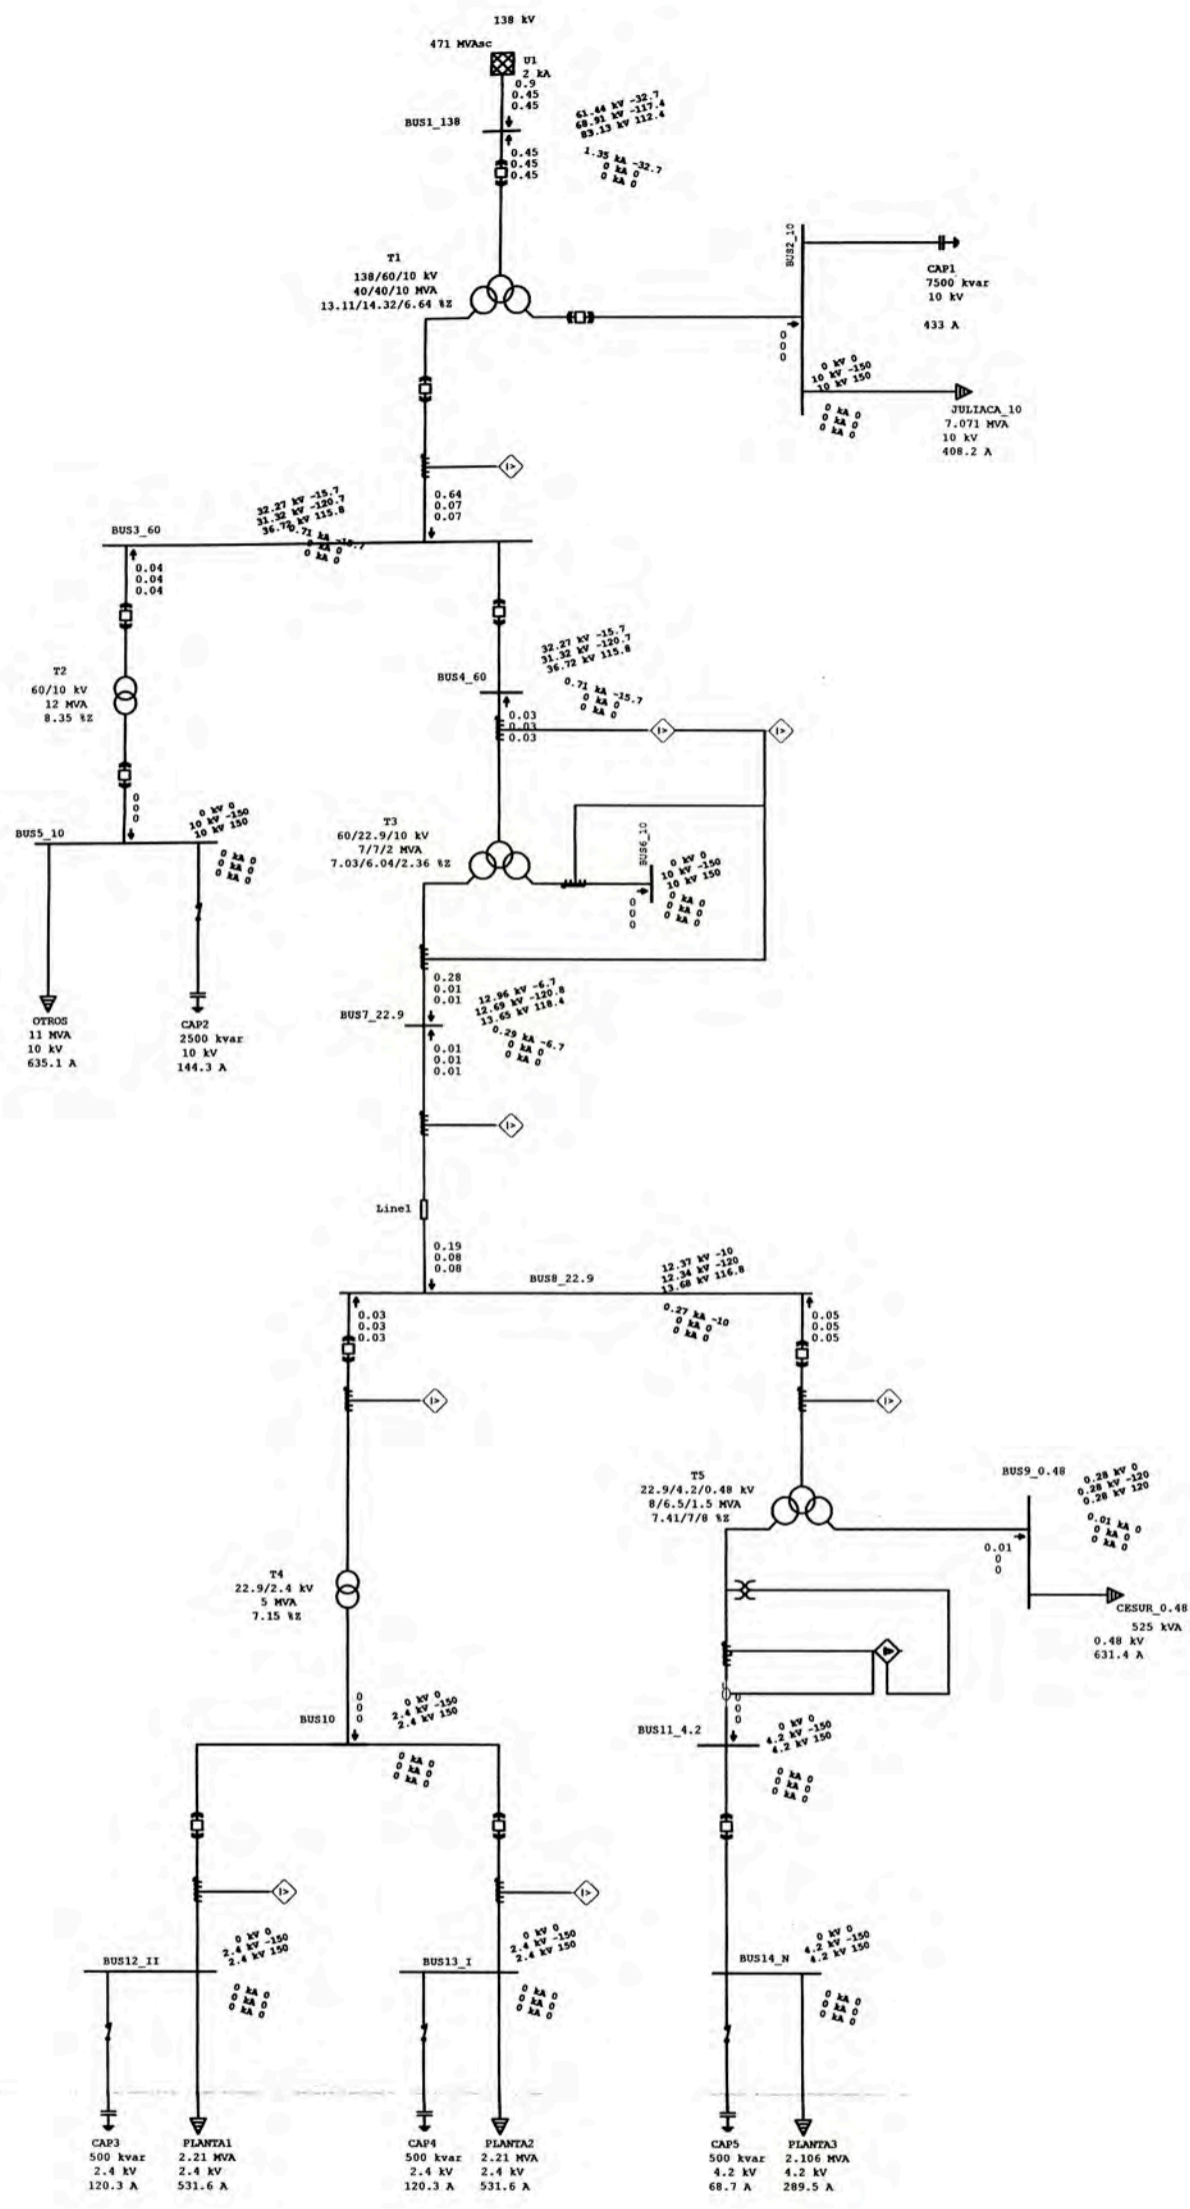 138 kV
471 MVAsc
U1
2 kA
0.9
0.45
0.45
BUS1_138
61.44 kV -32.7
68.91 kV -117.4
83.13 kV 112.4
0.45
0.45
0.45
1.35 kA -32.7
0 kA 0
0 kA 0
T1
138/60/10 kV
40/40/10 MVA
13.11/14.32/6.64 %Z
BUS2_10
CAP1
7500 kvar
10 kV
433 A
0
0
0
0 kV 0
10 kV -150
10 kV 150
0 kA 0
0 kA 0
0 kA 0
JULIACA_10
7.071 MVA
10 kV
408.2 A
0.64
0.07
0.07
BUS3_60
32.27 kV -15.7
31.32 kV -120.7
36.72 kV 115.8
0.71 kA -15.7
0 kA 0
0 kA 0
0.04
0.04
0.04
T2
60/10 kV
12 MVA
8.35 %Z
32.27 kV -15.7
31.32 kV -120.7
36.72 kV 115.8
BUS4_60
0.71 kA -15.7
0 kA 0
0 kA 0
0.03
0.03
0.03
I>
I>
I>
0
0
0
BUS5_10
0 kV 0
10 kV -150
10 kV 150
0 kA 0
0 kA 0
0 kA 0
T3
60/22.9/10 kV
7/7/2 MVA
7.03/6.04/2.36 %Z
BUS6_10
0 kV 0
10 kV -150
10 kV 150
0 kA 0
0 kA 0
0 kA 0
0
0
0
OTROS
11 MVA
10 kV
635.1 A
CAP2
2500 kvar
10 kV
144.3 A
0.28
0.01
0.01
BUS7_22.9
12.96 kV -6.7
12.69 kV -120.8
13.65 kV 118.4
0.29 kA -6.7
0 kA 0
0 kA 0
0.01
0.01
0.01
I>
Line1
0.19
0.08
0.08
BUS8_22.9
12.37 kV -10
12.34 kV -120
13.68 kV 116.8
0.27 kA -10
0 kA 0
0 kA 0
0.03
0.03
0.03
0.05
0.05
0.05
I>
I>
T5
22.9/4.2/0.48 kV
8/6.5/1.5 MVA
7.41/7/8 %Z
BUS9_0.48
0.28 kV 0
0.28 kV -120
0.28 kV 120
0.01 kA 0
0 kA 0
0 kA 0
0.01
0
0
CESUR_0.48
525 kVA
0.48 kV
631.4 A
T4
22.9/2.4 kV
5 MVA
7.15 %Z
0
0
0
BUS10
0 kV 0
2.4 kV -150
2.4 kV 150
0 kA 0
0 kA 0
0 kA 0
0
0
0
BUS11_4.2
0 kV 0
4.2 kV -150
4.2 kV 150
0 kA 0
0 kA 0
0 kA 0
I>
I>
BUS12_II
0 kV 0
2.4 kV -150
2.4 kV 150
0 kA 0
0 kA 0
0 kA 0
BUS13_I
0 kV 0
2.4 kV -150
2.4 kV 150
0 kA 0
0 kA 0
0 kA 0
BUS14_N
0 kV 0
4.2 kV -150
4.2 kV 150
0 kA 0
0 kA 0
0 kA 0
CAP3
500 kvar
2.4 kV
120.3 A
PLANTA1
2.21 MVA
2.4 kV
531.6 A
CAP4
500 kvar
2.4 kV
120.3 A
PLANTA2
2.21 MVA
2.4 kV
531.6 A
CAP5
500 kvar
4.2 kV
68.7 A
PLANTA3
2.106 MVA
4.2 kV
289.5 A